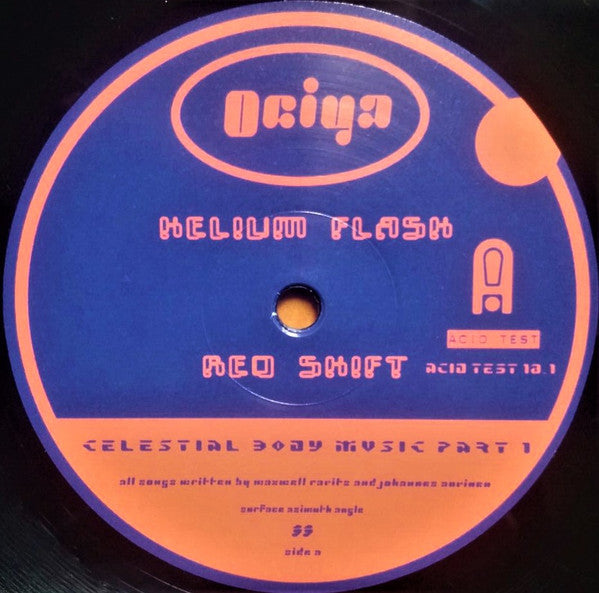 Ociya
HELIUM FLASH
A
ACID TEST
RED SHIFT
ACID TEST 10.1
CELESTIAL BODY MUSIC PART 1
all songs written by maxwell ravitz and johannes auvinen
surface azimuth angle
33
side a